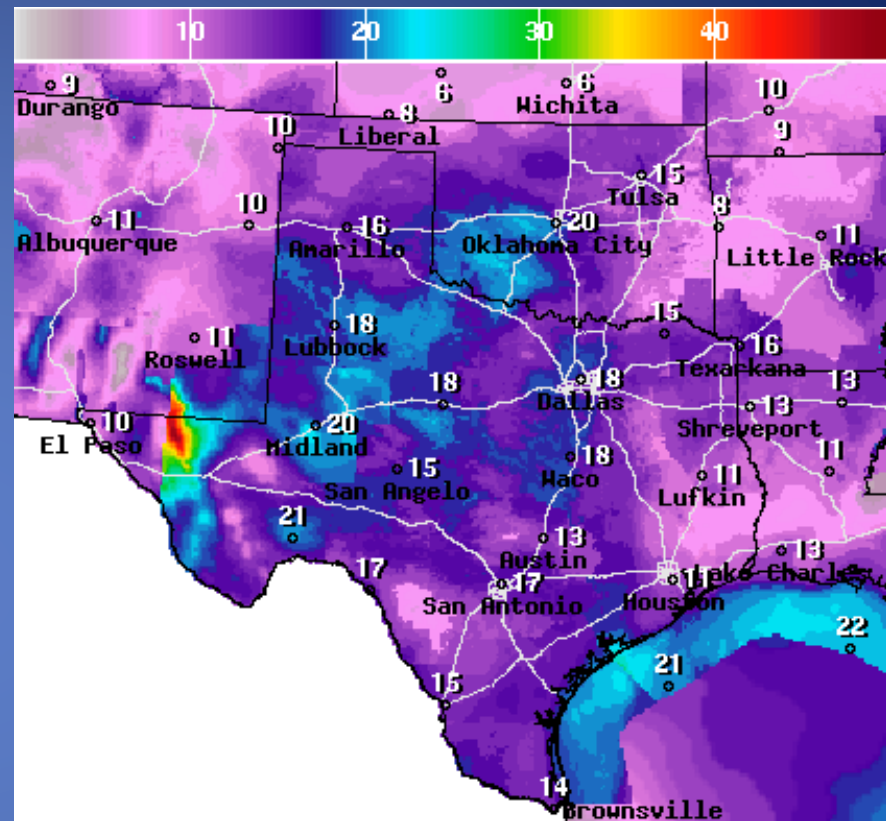 10 20 30 40
6
9 6 10
Durango Wichita
8
Liberal
10 9
15
Tulsa
11 10 16 20 8 11
Albuquerque Amarillo Oklahoma City Little Rock
18 15
11 Lubbock 16
Roswell Texarkana
18 18 13 13
Dallas
10 20 Shreveport
El Paso Midland
15 18 11 11
San Angelo Waco Lufkin
21 13 13
Austin Lake Charles
17 17 11
San Antonio Houston
22
21
15
14
Brownsville